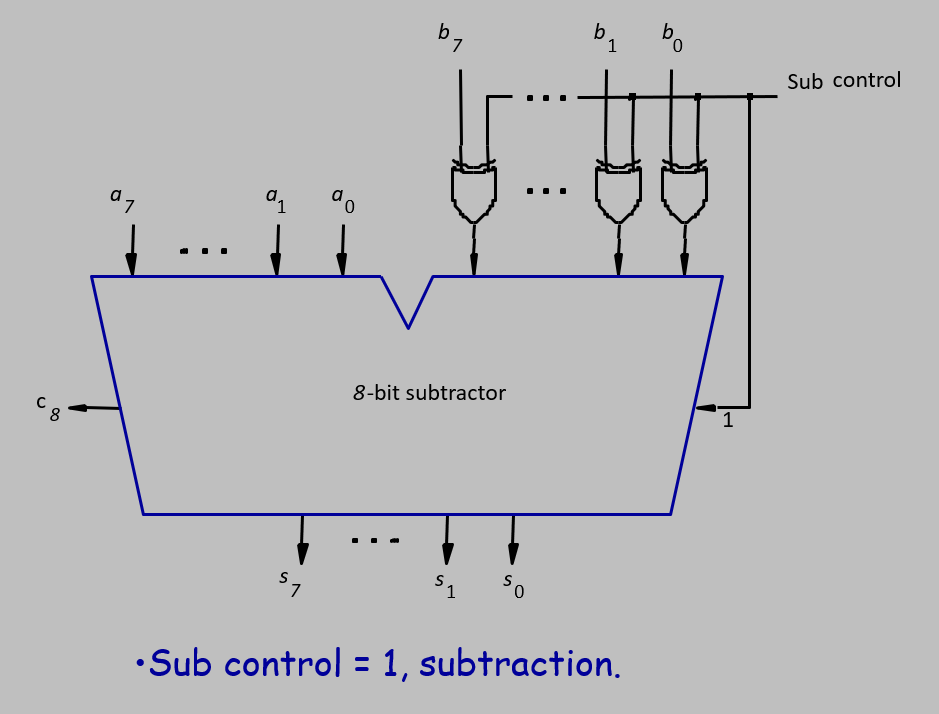 b7 b1 b0
Sub control
a7 a1 a0
8-bit subtractor
c8
1
s7 s1 s0
•Sub control = 1, subtraction.